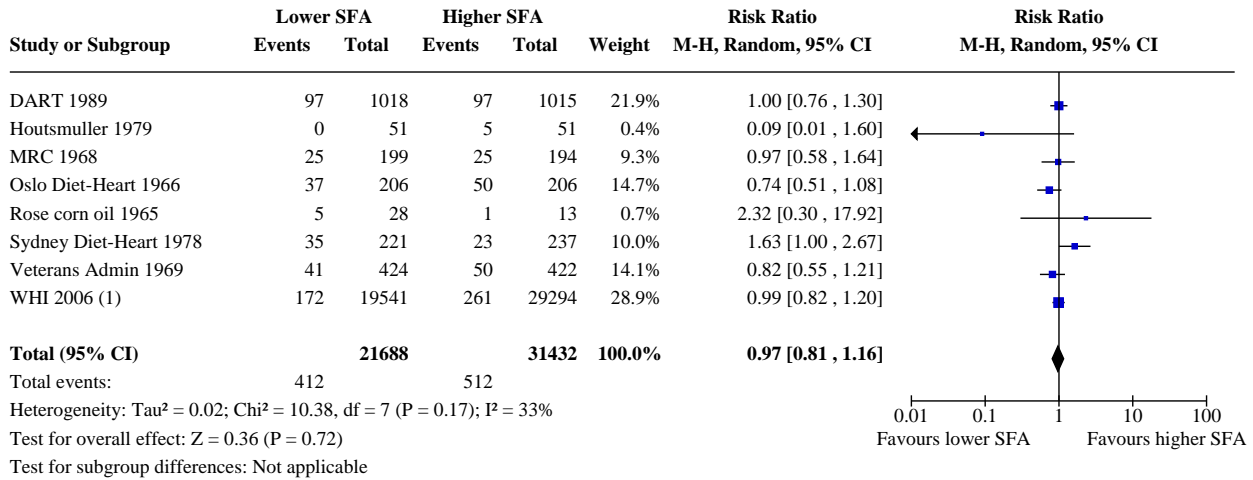 Lower SFA Higher SFA Risk Ratio Risk Ratio
Study or Subgroup Events Total Events Total Weight M-H, Random, 95% CI M-H, Random, 95% CI
DART 1989 97 1018 97 1015 21.9% 1.00 [0.76 , 1.30]
Houtsmuller 1979 0 51 5 51 0.4% 0.09 [0.01 , 1.60]
MRC 1968 25 199 25 194 9.3% 0.97 [0.58 , 1.64]
Oslo Diet-Heart 1966 37 206 50 206 14.7% 0.74 [0.51 , 1.08]
Rose corn oil 1965 5 28 1 13 0.7% 2.32 [0.30 , 17.92]
Sydney Diet-Heart 1978 35 221 23 237 10.0% 1.63 [1.00 , 2.67]
Veterans Admin 1969 41 424 50 422 14.1% 0.82 [0.55 , 1.21]
WHI 2006 (1) 172 19541 261 29294 28.9% 0.99 [0.82 , 1.20]
Total (95% CI) 21688 31432 100.0% 0.97 [0.81 , 1.16]
Total events: 412 512
Heterogeneity: Tau² = 0.02; Chi² = 10.38, df = 7 (P = 0.17); I² = 33%
0.01 0.1 1 10 100
Test for overall effect: Z = 0.36 (P = 0.72)
Favours lower SFA Favours higher SFA
Test for subgroup differences: Not applicable